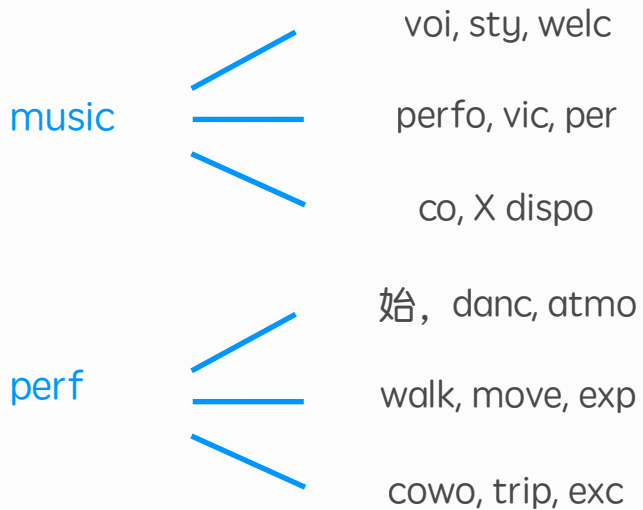 voi, sty, welc
music
perfo, vic, per
co, X dispo
始，danc, atmo
perf
walk, move, exp
cowo, trip, exc